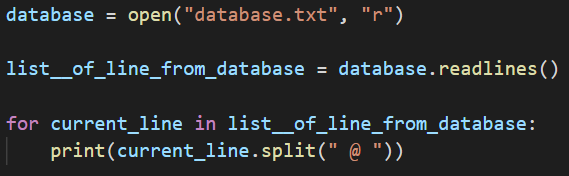 database = open("database.txt", "r")
list__of_line_from_database = database.readlines()
for current_line in list__of_line_from_database:
    print(current_line.split(" @ "))